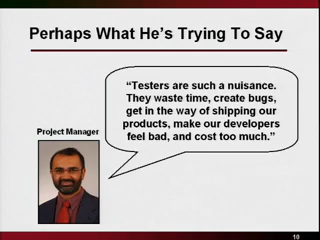 Perhaps What He's Trying To Say
"Testers are such a nuisance.
They waste time, create bugs,
get in the way of shipping our
products, make our developers
feel bad, and cost too much."
Project Manager
10